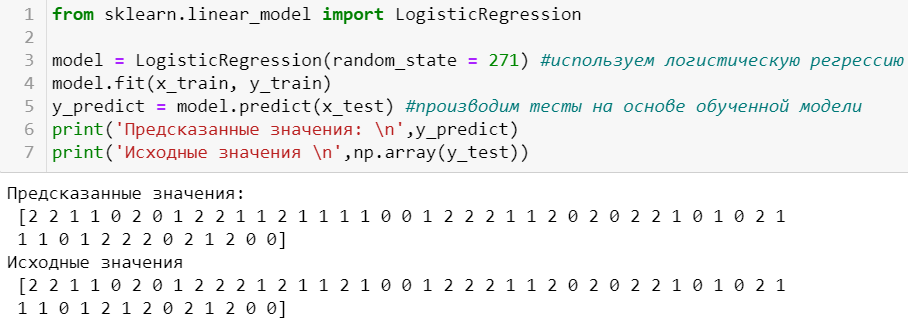 1 from sklearn.linear_model import LogisticRegression
2
3 model = LogisticRegression(random_state = 271) #используем логистическую регрессию
4 model.fit(x_train, y_train)
5 y_predict = model.predict(x_test) #производим тесты на основе обученной модели
6 print('Предсказанные значения: \n',y_predict)
7 print('Исходные значения \n',np.array(y_test))
Предсказанные значения:
[2 2 1 1 0 2 0 1 2 2 1 1 2 1 1 1 1 0 0 1 2 2 2 1 1 2 0 2 0 2 2 1 0 1 0 2 1
1 1 0 1 2 2 2 0 2 1 2 0 0]
Исходные значения
[2 2 1 1 0 2 0 1 2 2 2 1 2 1 1 2 1 0 0 1 2 2 2 1 1 2 0 2 0 2 2 1 0 1 0 2 1
1 1 0 1 2 1 2 0 2 1 2 0 0]